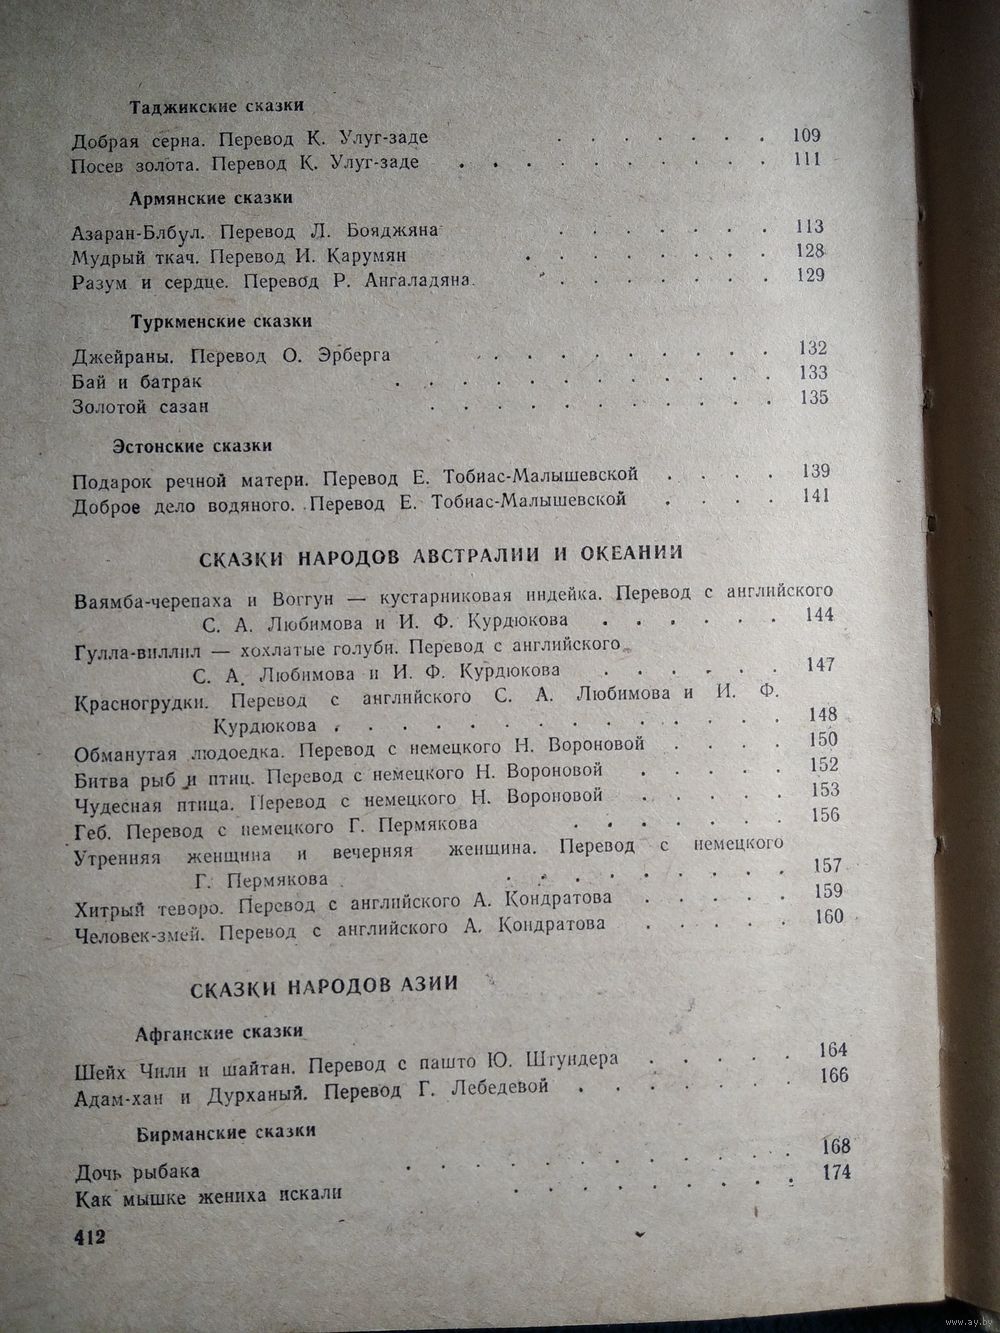 Таджикские сказки
Добрая серна. Перевод К. Улуг-заде . . . . . . . 109
Посев золота. Перевод К. Улуг-заде . . . . . . . . . . 111
Армянские сказки
Азаран-Блбул. Перевод Л. Бояджяна . . . . . . . 113
Мудрый ткач. Перевод И. Карумян . . . . . . . . 128
Разум и сердце. Перевод Р. Ангаладяна. . . . . . . . 129
Туркменские сказки
Джейраны. Перевод О. Эрберга . . . . . . . . . 132
Бай и батрак . . . . . . . . . . . . 133
Золотой сазан . . . . . . . . . . . 135
Эстонские сказки
Подарок речной матери. Перевод Е. Тобиас-Малышевской . . . . 139
Доброе дело водяного. Перевод Е. Тобиас-Малышевской . . . . 141
СКАЗКИ НАРОДОВ АВСТРАЛИИ И ОКЕАНИИ
Ваямба-черепаха и Воггун — кустарниковая индейка. Перевод с английского
С. А. Любимова и И. Ф. Курдюкова . . . . . . 144
Гулла-виллил — хохлатые голуби. Перевод с английского
С. А. Любимова и И. Ф. Курдюкова . . . . . . 147
Красногрудки. Перевод с английского С. А. Любимова и И. Ф.
Курдюкова . . . . . . . . . . . . . . 148
Обманутая людоедка. Перевод с немецкого Н. Вороновой . . . . 150
Битва рыб и птиц. Перевод с немецкого Н. Вороновой . . . . . 152
Чудесная птица. Перевод с немецкого Н. Вороновой . . . . . 153
Геб. Перевод с немецкого Г. Пермякова . . . . . . . 156
Утренняя женщина и вечерняя женщина. Перевод с немецкого
Г. Пермякова . . . . . . . . . 157
Хитрый теворо. Перевод с английского А. Кондратова . . . . . 159
Человек-змей. Перевод с английского А. Кондратова . . . . . 160
СКАЗКИ НАРОДОВ АЗИИ
Афганские сказки
Шейх Чили и шайтан. Перевод с пашто Ю. Штундера . . . . . 164
Адам-хан и Дурханый. Перевод Г. Лебедевой . . . . . . 166
Бирманские сказки
Дочь рыбака . . . . . . . . . . . . 168
Как мышке жениха искали . . . . . . . . . 174
412
www.ay.by